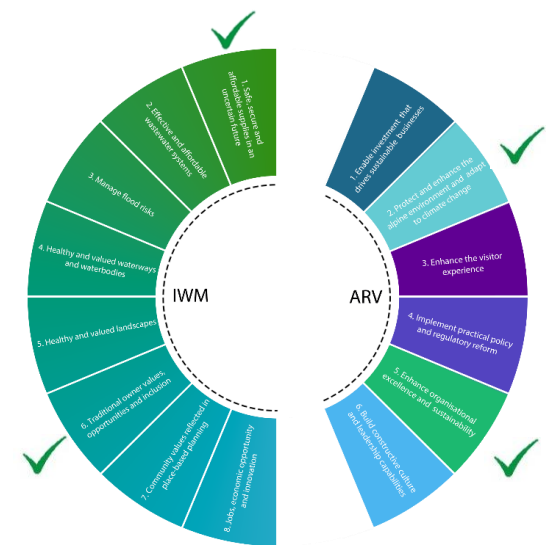 1. Safe, secure and
affordable supplies in an
uncertain future
2. Effective and affordable
wastewater systems
3. Manage flood risks
4. Healthy and valued waterways
and waterbodies
5. Healthy and valued landscapes
6. Traditional owner values,
opportunities and inclusion
7. Community values reflected in
place-based planning
8. Jobs, economic opportunity
and innovation
IWM
ARV
1. Enable investment that
drives sustainable businesses
2. Protect and enhance the
alpine environment and adapt
to climate change
3. Enhance the visitor
experience
4. Implement practical policy
and regulatory reform
5. Enhance organisational
excellence and sustainability
6. Build constructive culture
and leadership capabilities